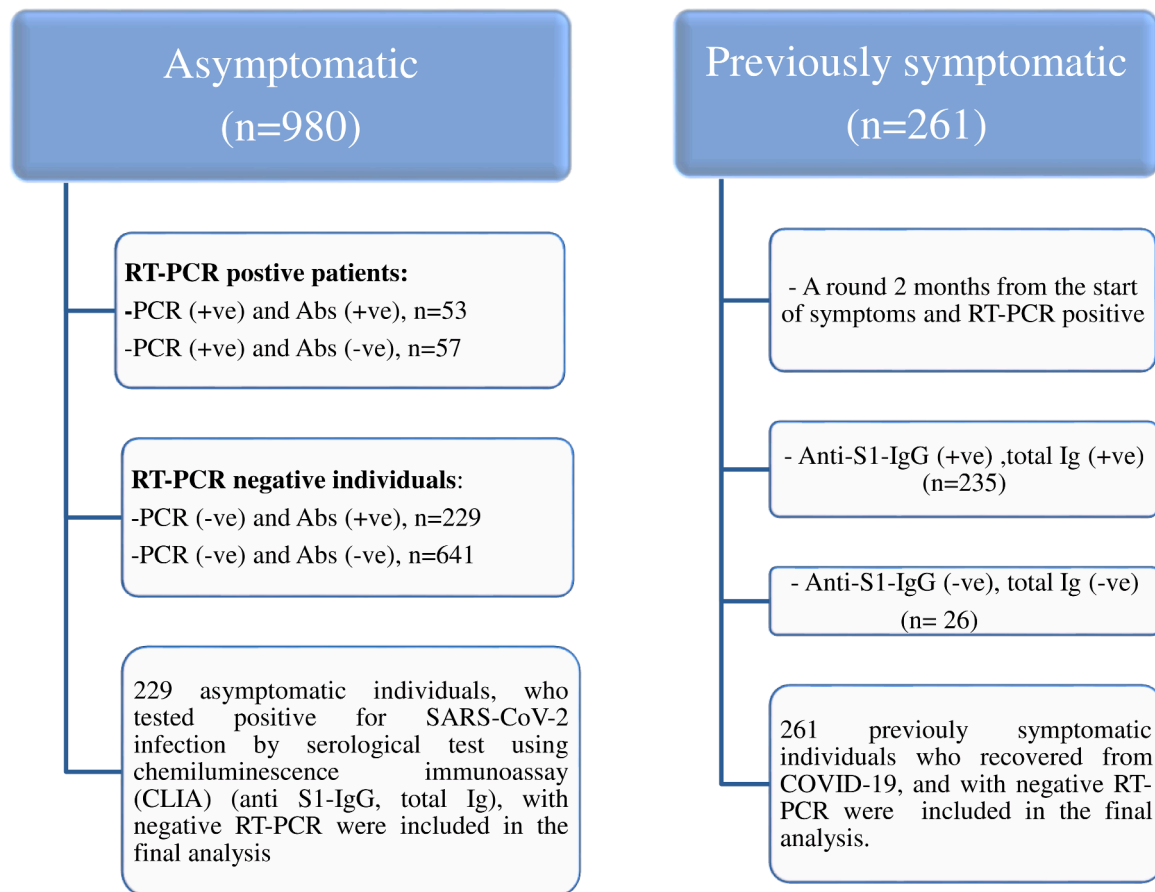 Asymptomatic
(n=980)
RT-PCR postive patients:
-PCR (+ve) and Abs (+ve), n=53
-PCR (+ve) and Abs (-ve), n=57
RT-PCR negative individuals:
-PCR (-ve) and Abs (+ve), n=229
-PCR (-ve) and Abs (-ve), n=641
229 asymptomatic individuals, who
tested positive for SARS-CoV-2
infection by serological test using
chemiluminescence immunoassay
(CLIA) (anti S1-IgG, total Ig), with
negative RT-PCR were included in the
final analysis
Previously symptomatic
(n=261)
- A round 2 months from the start
of symptoms and RT-PCR positive
- Anti-S1-IgG (+ve) ,total Ig (+ve)
(n=235)
- Anti-S1-IgG (-ve), total Ig (-ve)
(n= 26)
261 previouly symptomatic
individuals who recovered from
COVID-19, and with negative RT-
PCR were included in the final
analysis.